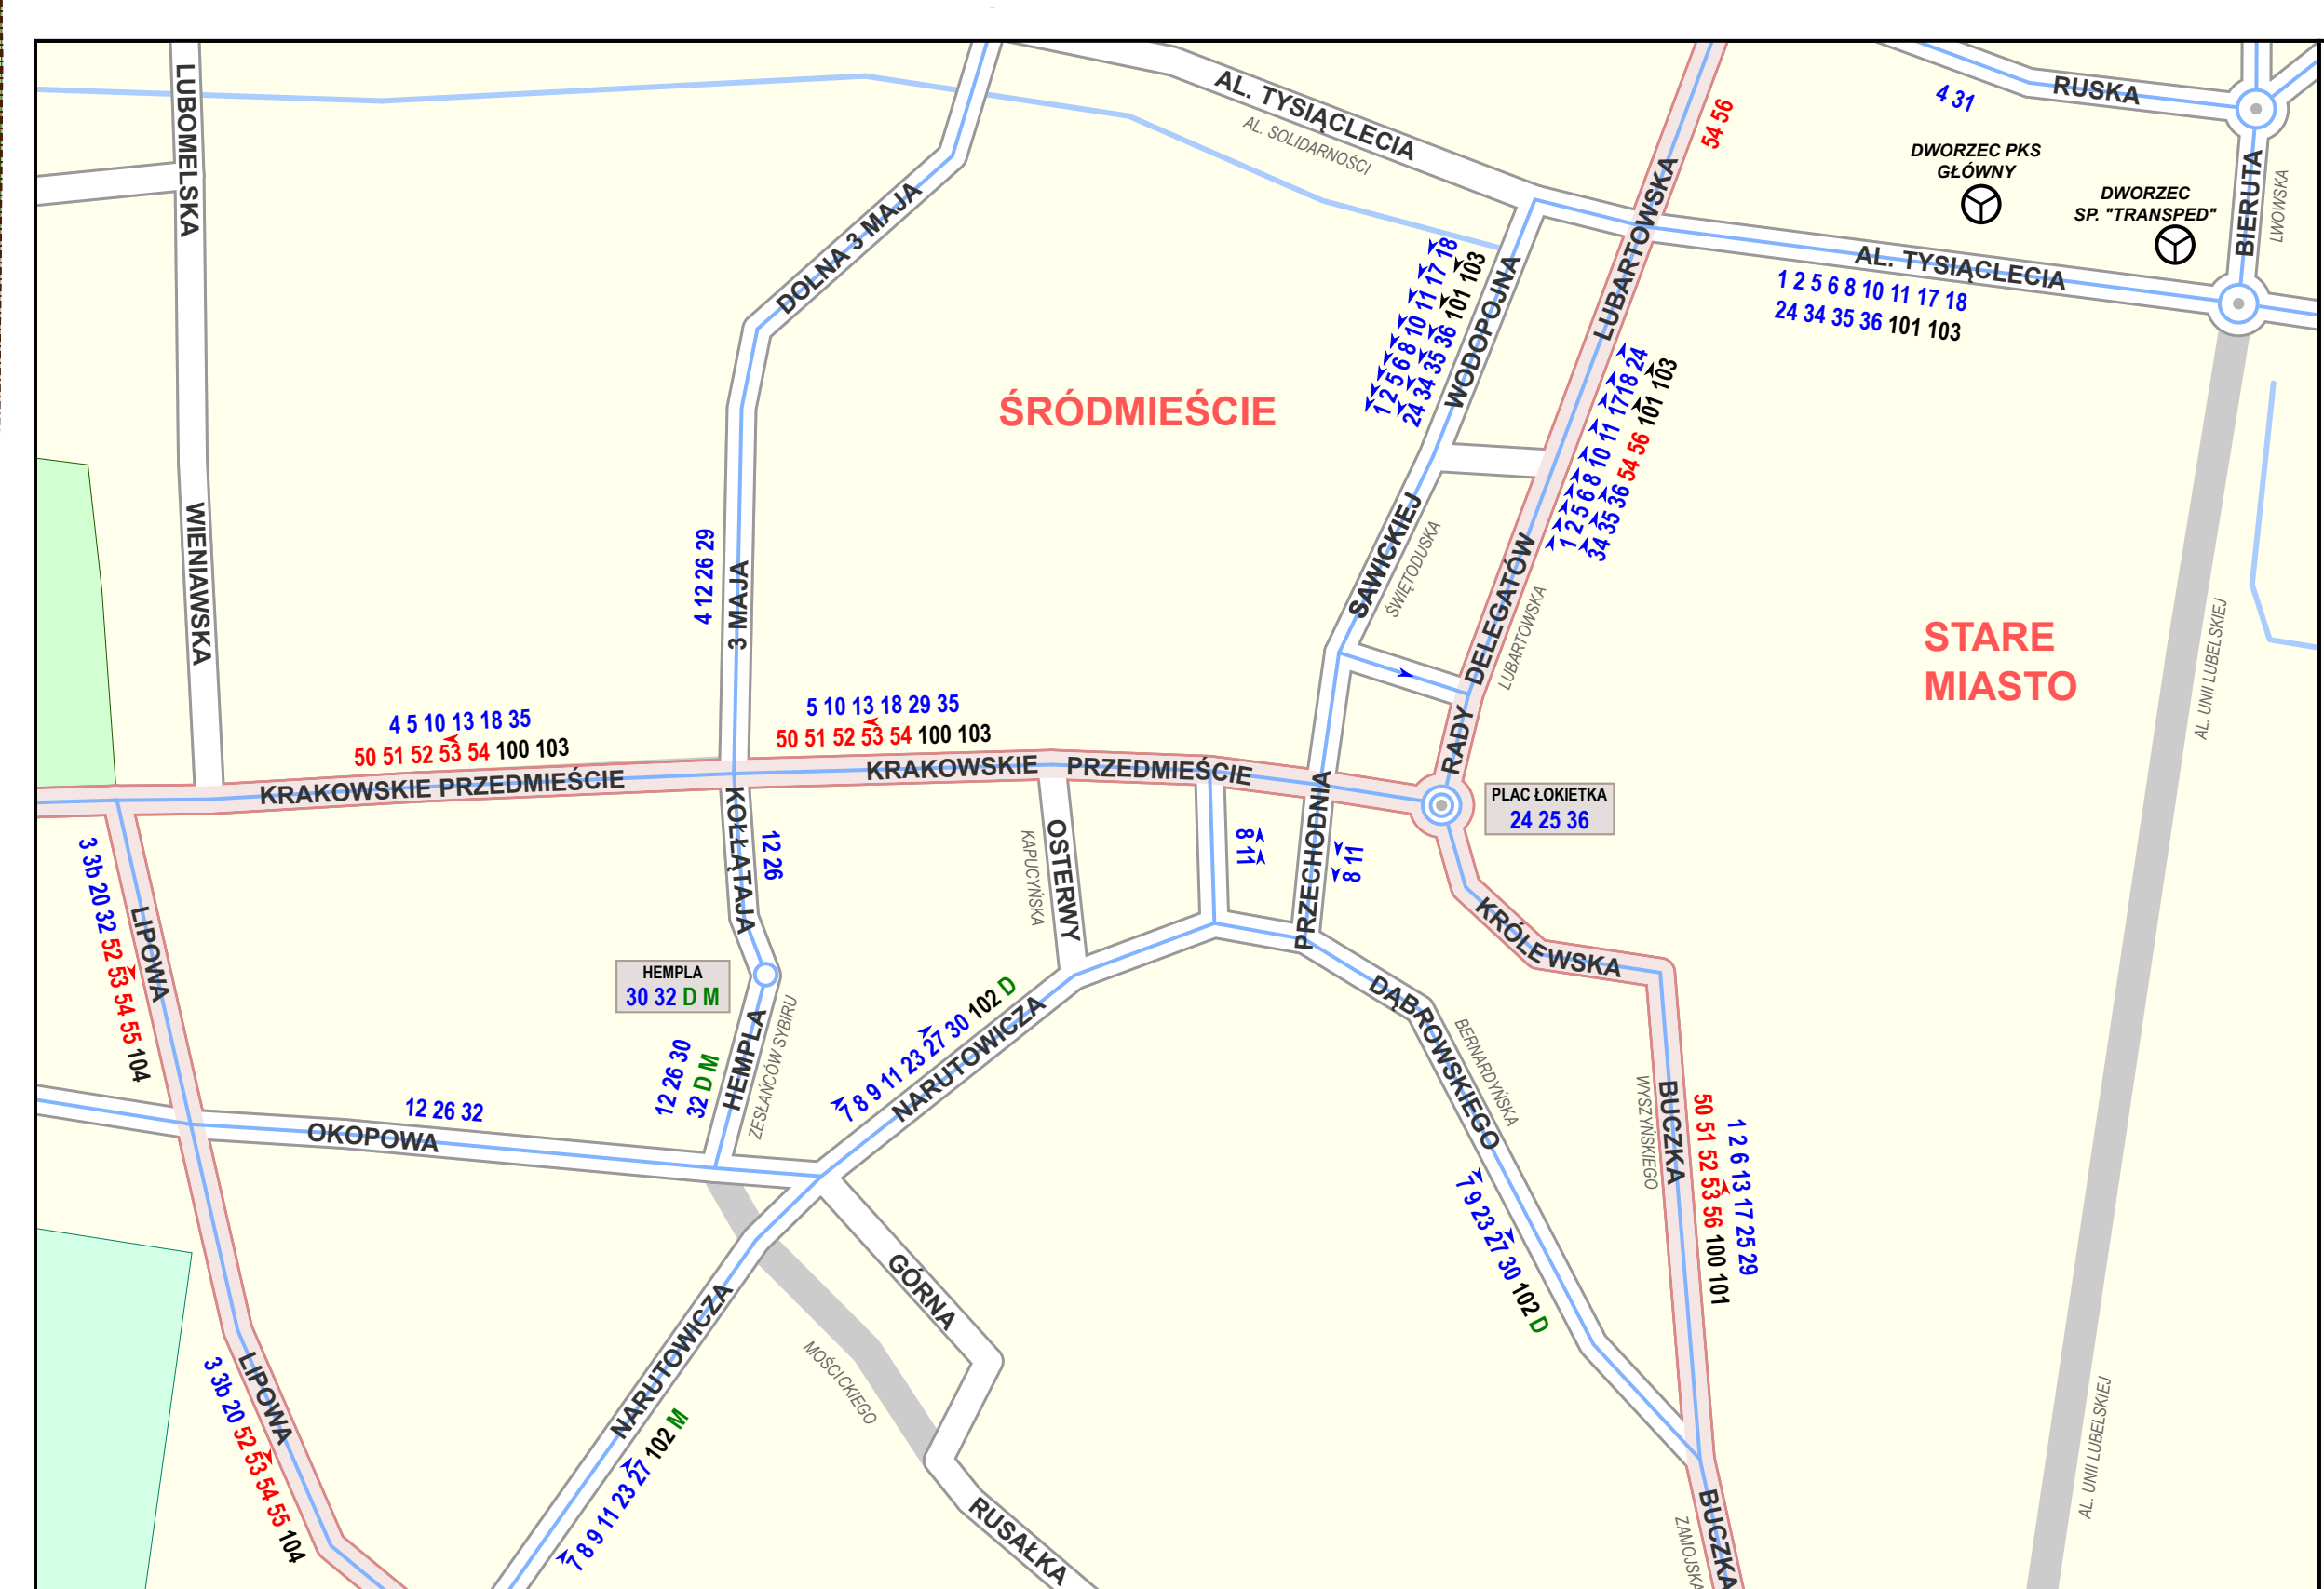 LUBOMELSKA
AL. TYSIĄCLECIA
AL. SOLIDARNOŚCI
54 56
4 31
RUSKA
DWORZEC PKS
GŁÓWNY
DWORZEC
SP. "TRANSPED"
BIERUTA
LWOWSKA
DOLNA 3 MAJA
LUBARTOWSKA
AL. TYSIĄCLECIA
1 2 5 6 8 10 11 17 18
24 34 35 36 101 103
1 2 5 6 8 10 11 17 18
24 34 35 36 101 103
WODOPOJNA
ŚRÓDMIEŚCIE
1 2 5 6 8 10 11 1718 24
34 35 36 54 56 101 103
WIENIAWSKA
4 12 26 29
3 MAJA
SAWICKIEJ
ŚWIĘTODUSKA
RADY DELEGATÓW
LUBARTOWSKA
STARE
MIASTO
AL. UNII LUBELSKIEJ
4 5 10 13 18 35
50 51 52 53 54 100 103
5 10 13 18 29 35
50 51 52 53 54 100 103
KRAKOWSKIE PRZEDMIEŚCIE
KRAKOWSKIE PRZEDMIEŚCIE
PLAC ŁOKIETKA
24 25 36
KOŁŁĄTAJA
12 26
OSTERWY
KAPUCYŃSKA
8 11
PRZECHODNIA
8 11
3 3b 20 32 52 53 54 55 104
LIPOWA
KRÓLEWSKA
HEMPLA
30 32 D M
HEMPLA
ZESŁAŃCÓW SYBIRU
12 26 30
32 D M
7 8 9 11 23 27 30 102 D
NARUTOWICZA
DĄBROWSKIEGO
BERNARDYŃSKA
12 26 32
OKOPOWA
BUCZKA
WYSZYŃSKIEGO
50 51 52 53 56 100 101
1 2 6 13 17 25 29
7 9 23 27 30 102 D
GÓRNA
NARUTOWICZA
MOŚCICKIEGO
7 8 9 11 23 27 102 M
LIPOWA
3 3b 20 52 53 54 55 104
AL. UNII LUBELSKIEJ
RUSAŁKA
BUCZKA
ZAMOJSKA